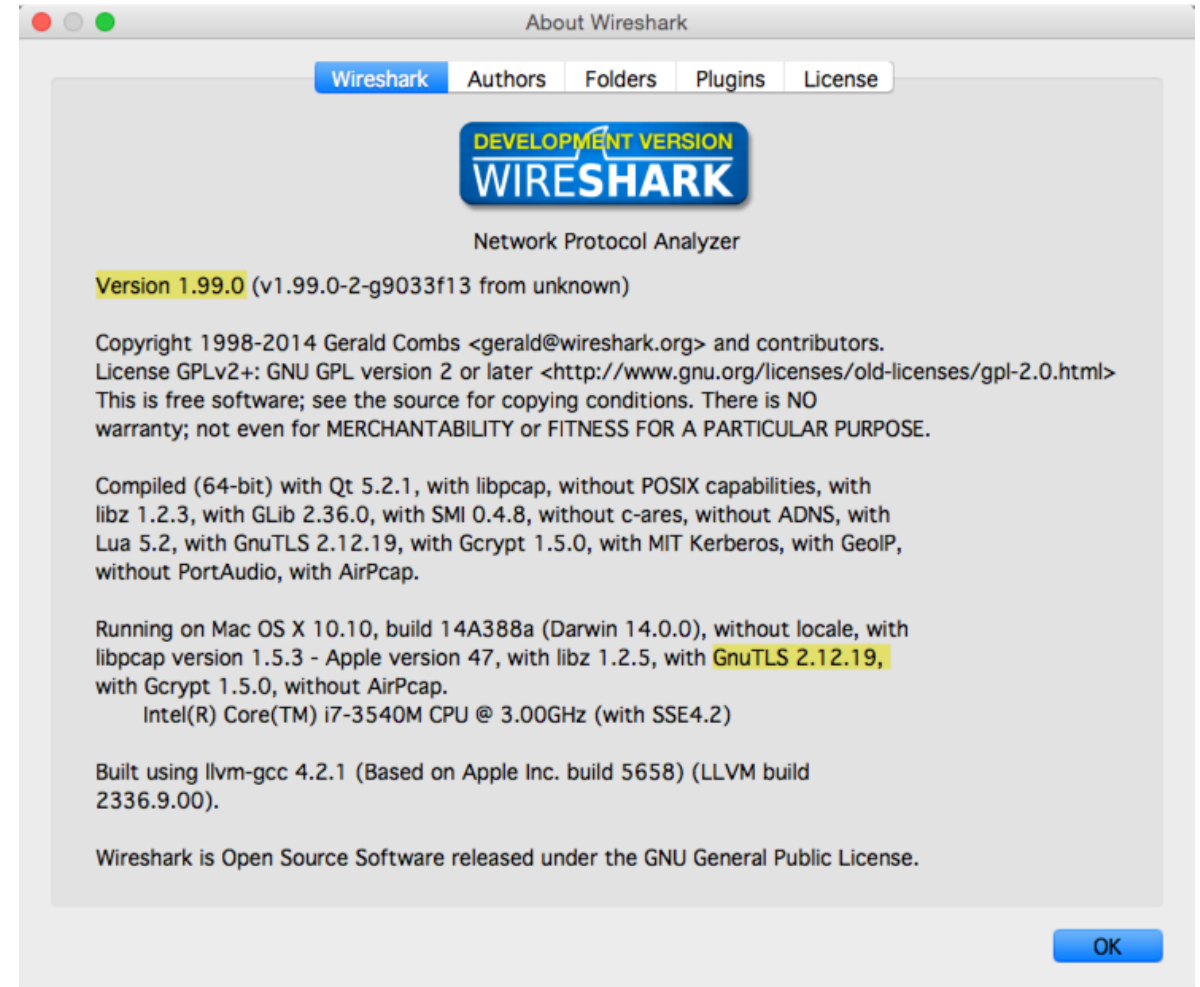 About Wireshark
Wireshark Authors Folders Plugins License
DEVELOPMENT VERSION
WIRESHARK
Network Protocol Analyzer
Version 1.99.0 (v1.99.0-2-g9033f13 from unknown)
Copyright 1998-2014 Gerald Combs <gerald@wireshark.org> and contributors.
License GPLv2+: GNU GPL version 2 or later <http://www.gnu.org/licenses/old-licenses/gpl-2.0.html>
This is free software; see the source for copying conditions. There is NO
warranty; not even for MERCHANTABILITY or FITNESS FOR A PARTICULAR PURPOSE.
Compiled (64-bit) with Qt 5.2.1, with libpcap, without POSIX capabilities, with
libz 1.2.3, with GLib 2.36.0, with SMI 0.4.8, without c-ares, without ADNS, with
Lua 5.2, with GnuTLS 2.12.19, with Gcrypt 1.5.0, with MIT Kerberos, with GeoIP,
without PortAudio, with AirPcap.
Running on Mac OS X 10.10, build 14A388a (Darwin 14.0.0), without locale, with
libpcap version 1.5.3 - Apple version 47, with libz 1.2.5, with GnuTLS 2.12.19,
with Gcrypt 1.5.0, without AirPcap.
Intel(R) Core(TM) i7-3540M CPU @ 3.00GHz (with SSE4.2)
Built using llvm-gcc 4.2.1 (Based on Apple Inc. build 5658) (LLVM build
2336.9.00).
Wireshark is Open Source Software released under the GNU General Public License.
OK